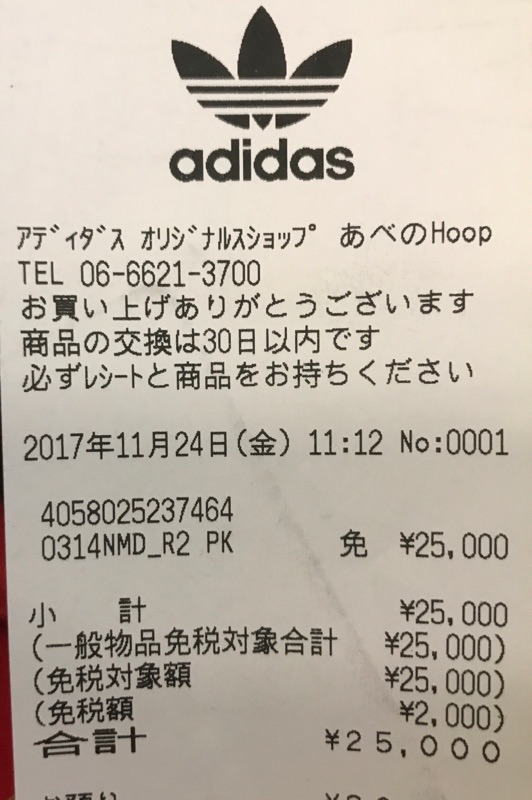 adidas
ｱﾃﾞｨﾀﾞｽ ｵﾘｼﾞﾅﾙｽｼｮｯﾌﾟ あべのHoop
TEL 06-6621-3700
お買い上げありがとうございます
商品の交換は30日以内です
必ずﾚｼｰﾄと商品をお持ちください
2017年11月24日(金) 11:12 No:0001
4058025237464
0314NMD_R2 PK 免 ¥25,000
小 計 ¥25,000
(一般物品免税対象合計 ¥25,000)
(免税対象額 ¥25,000)
(免税額 ¥2,000)
合計 ¥25,000